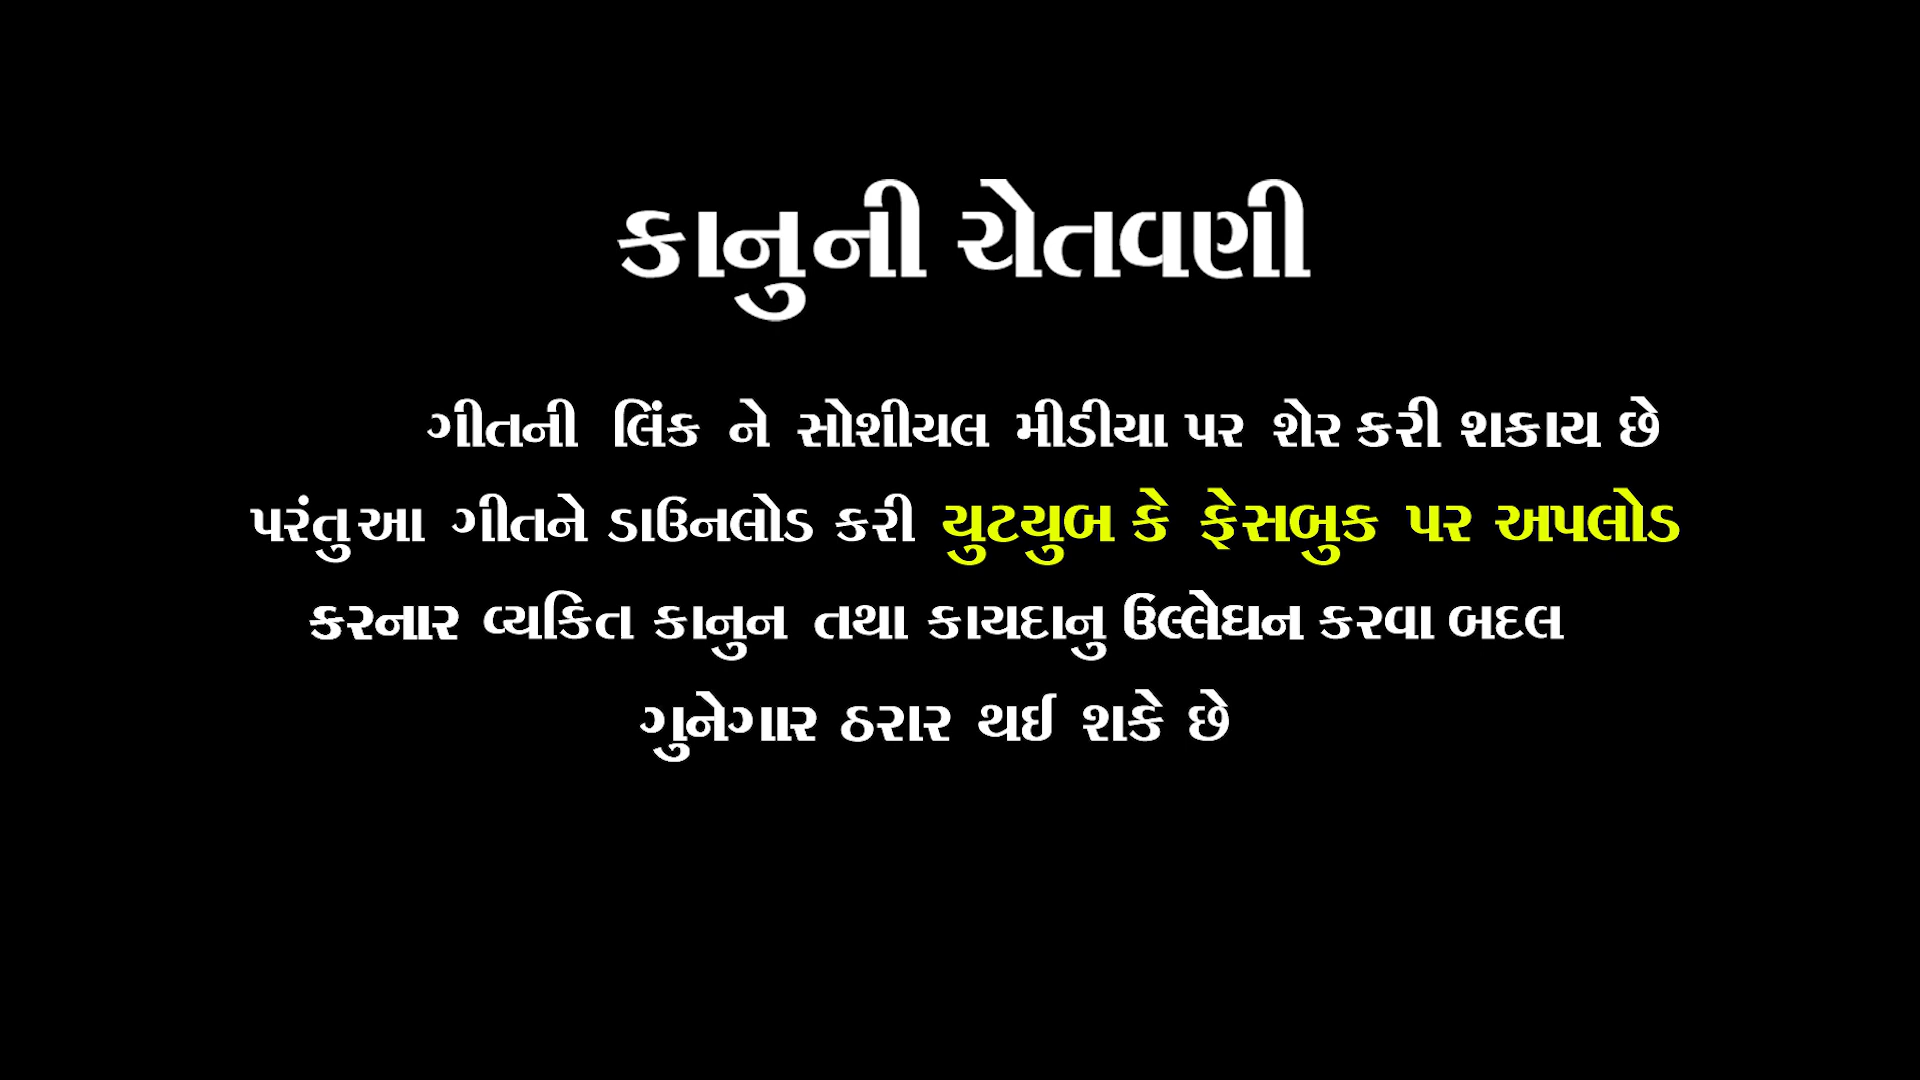 કાનુની ચેતવણી
ગીતની લિંક ને સોશીયલ મીડીયા પર શેર કરી શકાય છે
પરંતુ આ ગીતને ડાઉનલોડ કરી યુટયુબ કે ફેસબુક પર અપલોડ
કરનાર વ્યકિત કાનુન તથા કાયદાનુ ઉલ્લેઘન કરવા બદલ
ગુનેગાર ઠરાર થઈ શકે છે